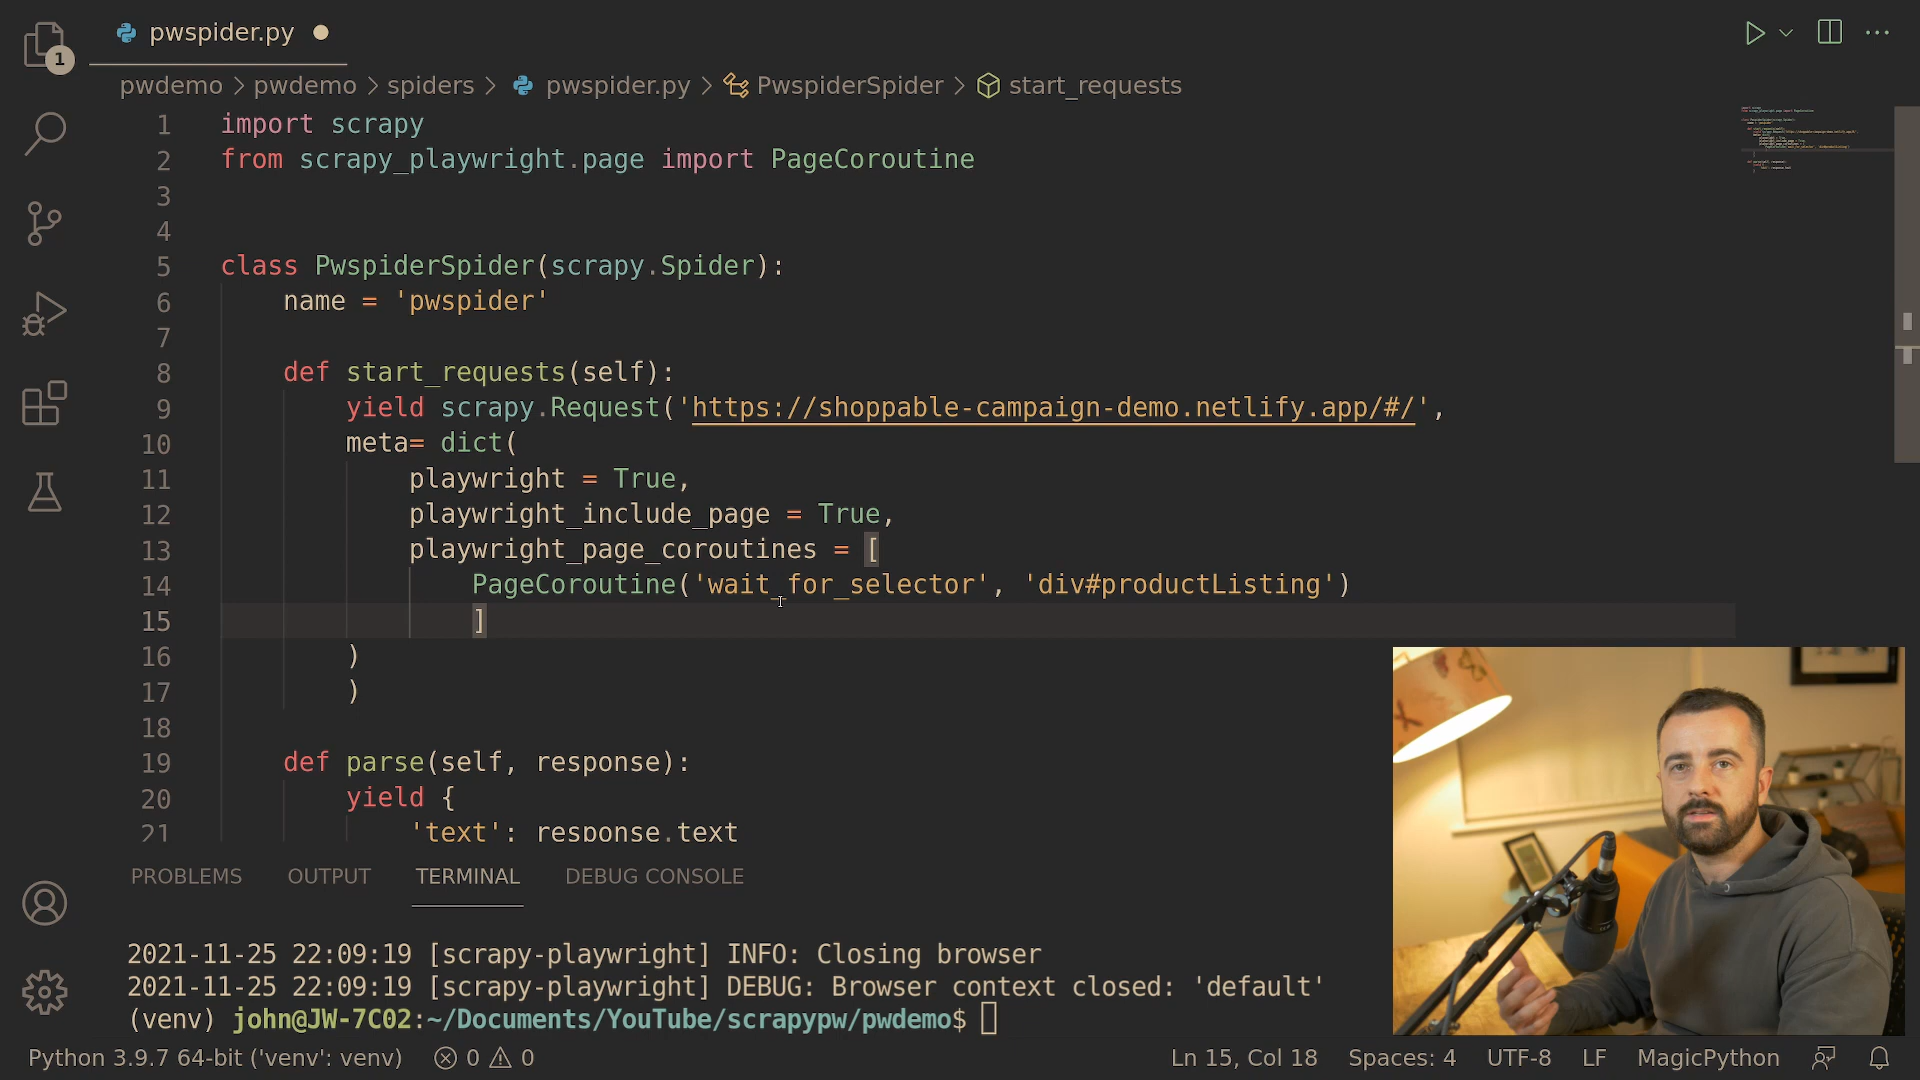 pwspider.py
1
pwdemo > pwdemo > spiders > pwspider.py > PwspiderSpider > start_requests
1 import scrapy
2 from scrapy_playwright.page import PageCoroutine
3
4
5 class PwspiderSpider(scrapy.Spider):
6 name = 'pwspider'
7
8 def start_requests(self):
9 yield scrapy.Request('https://shoppable-campaign-demo.netlify.app/#/',
10 meta= dict(
11 playwright = True,
12 playwright_include_page = True,
13 playwright_page_coroutines = [
14 PageCoroutine('wait_for_selector', 'div#productListing')
15 ]
16 )
17 )
18
19 def parse(self, response):
20 yield {
21 'text': response.text
PROBLEMS OUTPUT TERMINAL DEBUG CONSOLE
2021-11-25 22:09:19 [scrapy-playwright] INFO: Closing browser
2021-11-25 22:09:19 [scrapy-playwright] DEBUG: Browser context closed: 'default'
(venv) john@JW-7C02:~/Documents/YouTube/scrapypw/pwdemo$
Python 3.9.7 64-bit ('venv': venv) 0 0 Ln 15, Col 18 Spaces: 4 UTF-8 LF MagicPython